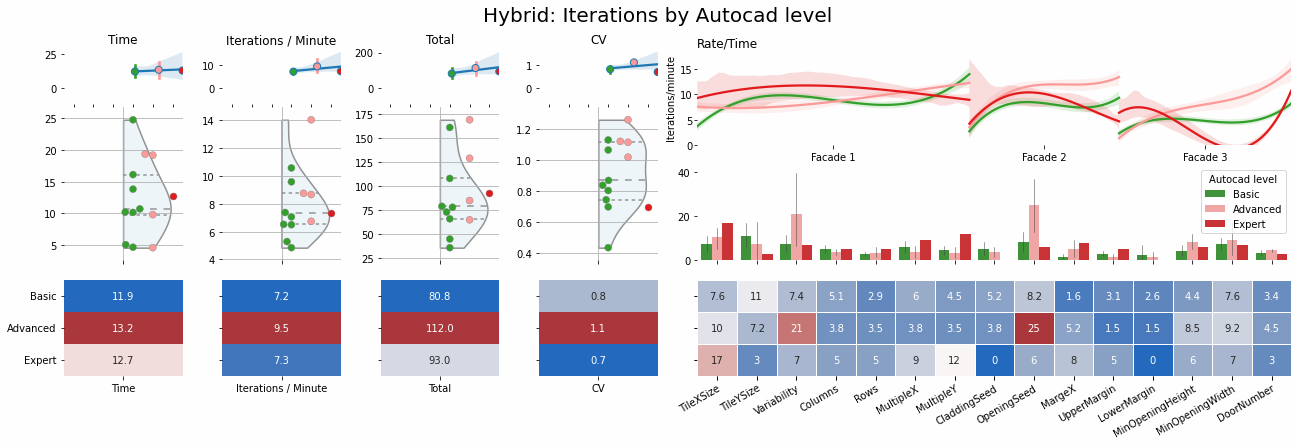 Hybrid: Iterations by Autocad level
Time
Iterations / Minute
Total
CV
Rate/Time
25
0
10
0
200
0
1
0
15
10
5
0
Iterations/minute
Facade 1
Facade 2
Facade 3
25
20
15
10
5
14
12
10
8
6
4
175
150
125
100
75
50
25
1.2
1.0
0.8
0.6
0.4
40
20
0
Autocad level
Basic
Advanced
Expert
Basic 11.9 7.2 80.8 0.8 7.6 11 7.4 5.1 2.9 6 4.5 5.2 8.2 1.6 3.1 2.6 4.4 7.6 3.4
Advanced 13.2 9.5 112.0 1.1 10 7.2 21 3.8 3.5 3.8 3.5 3.8 25 5.2 1.5 1.5 8.5 9.2 4.5
Expert 12.7 7.3 93.0 0.7 17 3 7 5 5 9 12 0 6 8 5 0 6 7 3
Time
Iterations / Minute
Total
CV
TileXSize
TileYSize
Variability
Columns
Rows
MultipleX
MultipleY
CladdingSeed
OpeningSeed
MargeX
UpperMargin
LowerMargin
MinOpeningHeight
MinOpeningWidth
DoorNumber